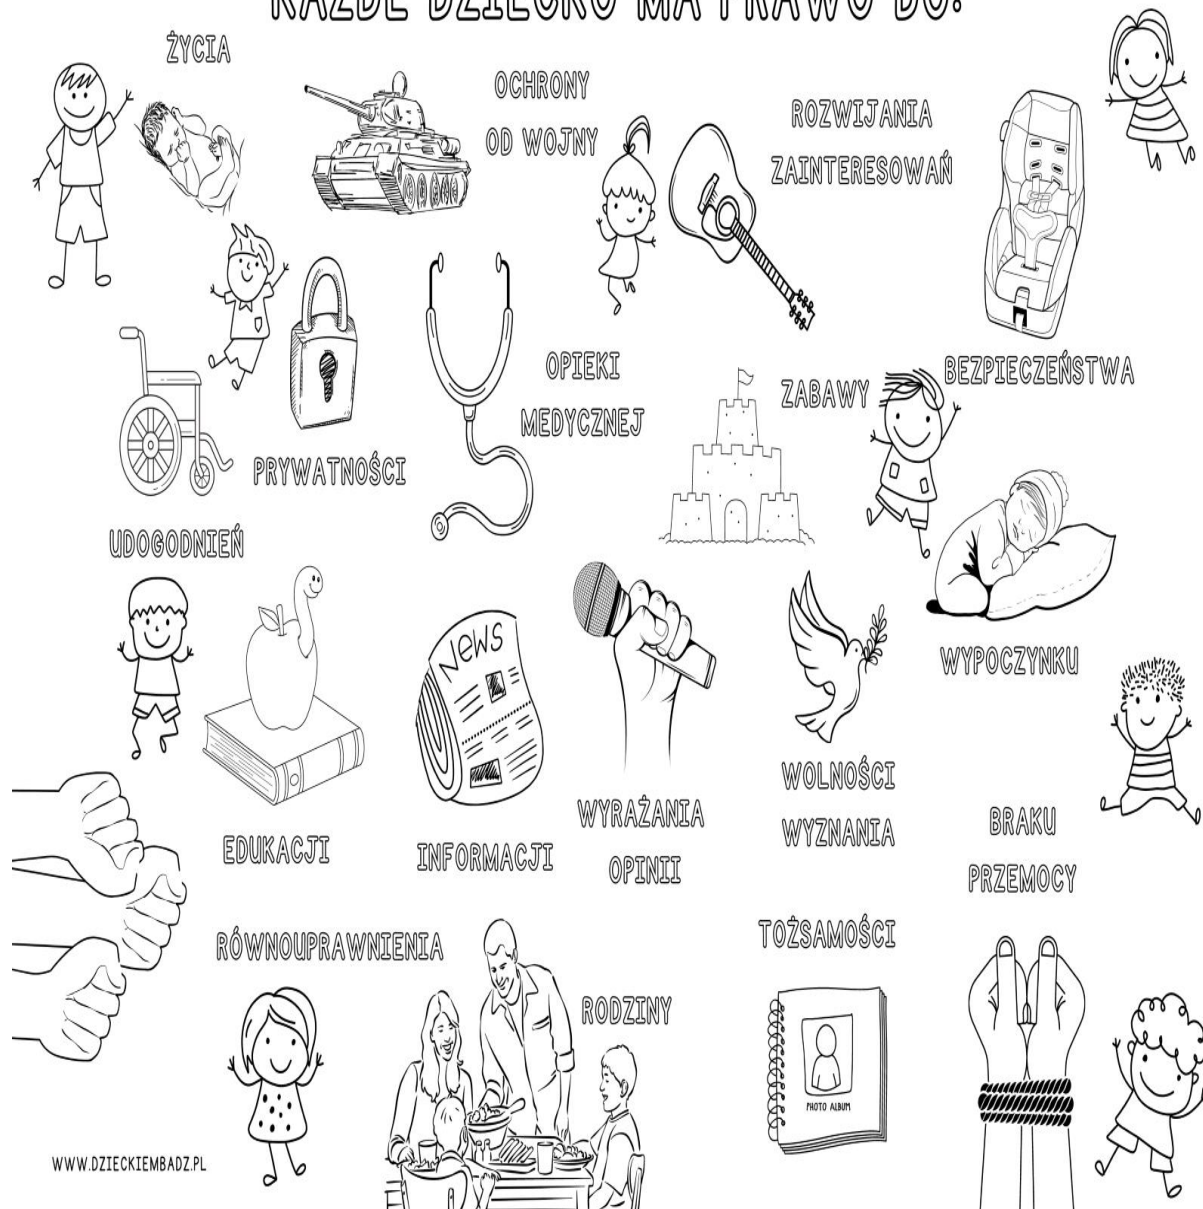 KAŻDE DZIECKO MA PRAWO DO:
ŻYCIA
OCHRONY
OD WOJNY
ROZWIJANIA
ZAINTERESOWAŃ
PRYWATNOŚCI
OPIEKI
MEDYCZNEJ
ZABAWY
BEZPIECZEŃSTWA
UDOGODNIEŃ
NEWS
WYPOCZYNKU
EDUKACJI
INFORMACJI
WYRAŻANIA
OPINII
WOLNOŚCI
WYZNANIA
BRAKU
PRZEMOCY
RÓWNOUPRAWNIENIA
RODZINY
TOŻSAMOŚCI
PHOTO ALBUM
WWW.DZIECKIEMBADZ.PL